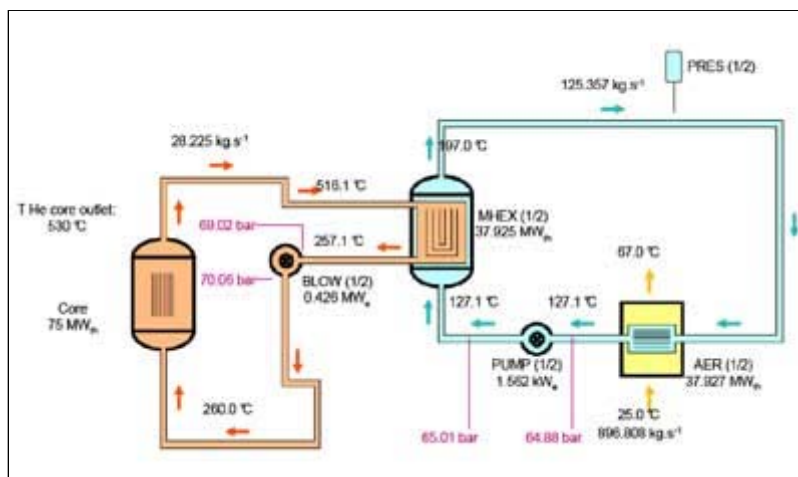 PRES (1/2)
125.357 kg.s⁻¹
28.225 kg.s⁻¹
197.0 °C
516.1 °C
T He core outlet:
530 °C
MHEX (1/2)
37.925 MWth
69.02 bar
257.1 °C
67.0 °C
70.05 bar
BLOW (1/2)
0.426 MWe
Core
75 MWth
127.1 °C
127.1 °C
PUMP (1/2)
1.562 kWe
AER (1/2)
37.927 MWth
260.0 °C
25.0 °C
896.808 kg.s⁻¹
65.01 bar
64.88 bar